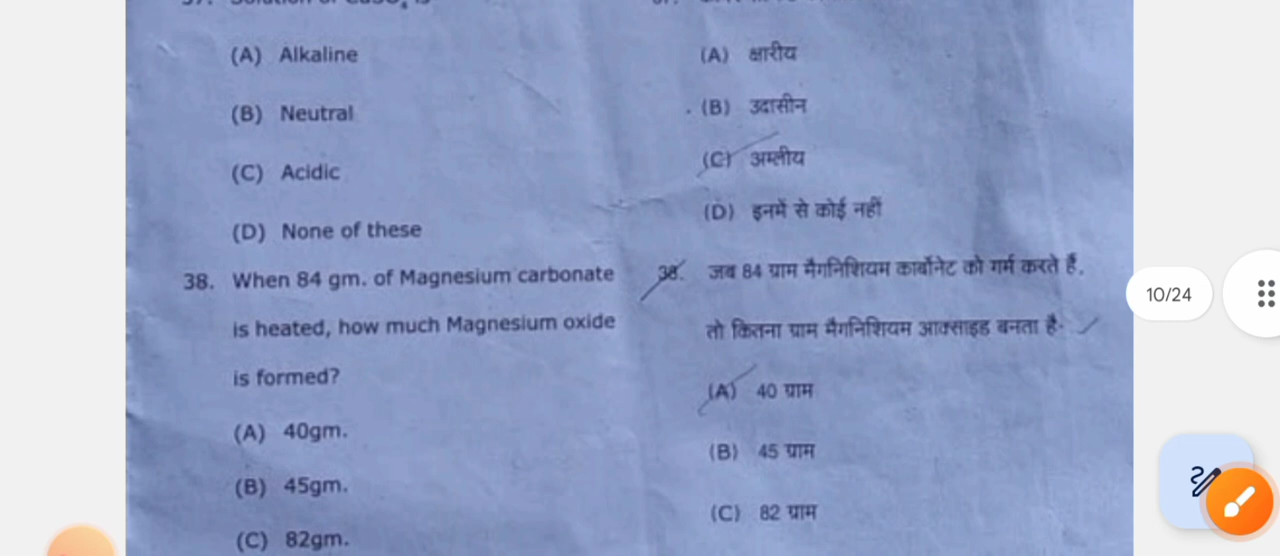 (A) Alkaline
(B) Neutral
(C) Acidic
(D) None of these
38. When 84 gm. of Magnesium carbonate
is heated, how much Magnesium oxide
is formed?
(A) 40gm.
(B) 45gm.
(C) 82gm.
(A) क्षारीय
(B) उदासीन
(C) अम्लीय
(D) इनमें से कोई नहीं
38. जब 84 ग्राम मैगनिशियम कार्बोनेट को गर्म करते हैं,
तो कितना ग्राम मैगनिशियम आक्साइड बनता है-
(A) 40 ग्राम
(B) 45 ग्राम
(C) 82 ग्राम
10/24